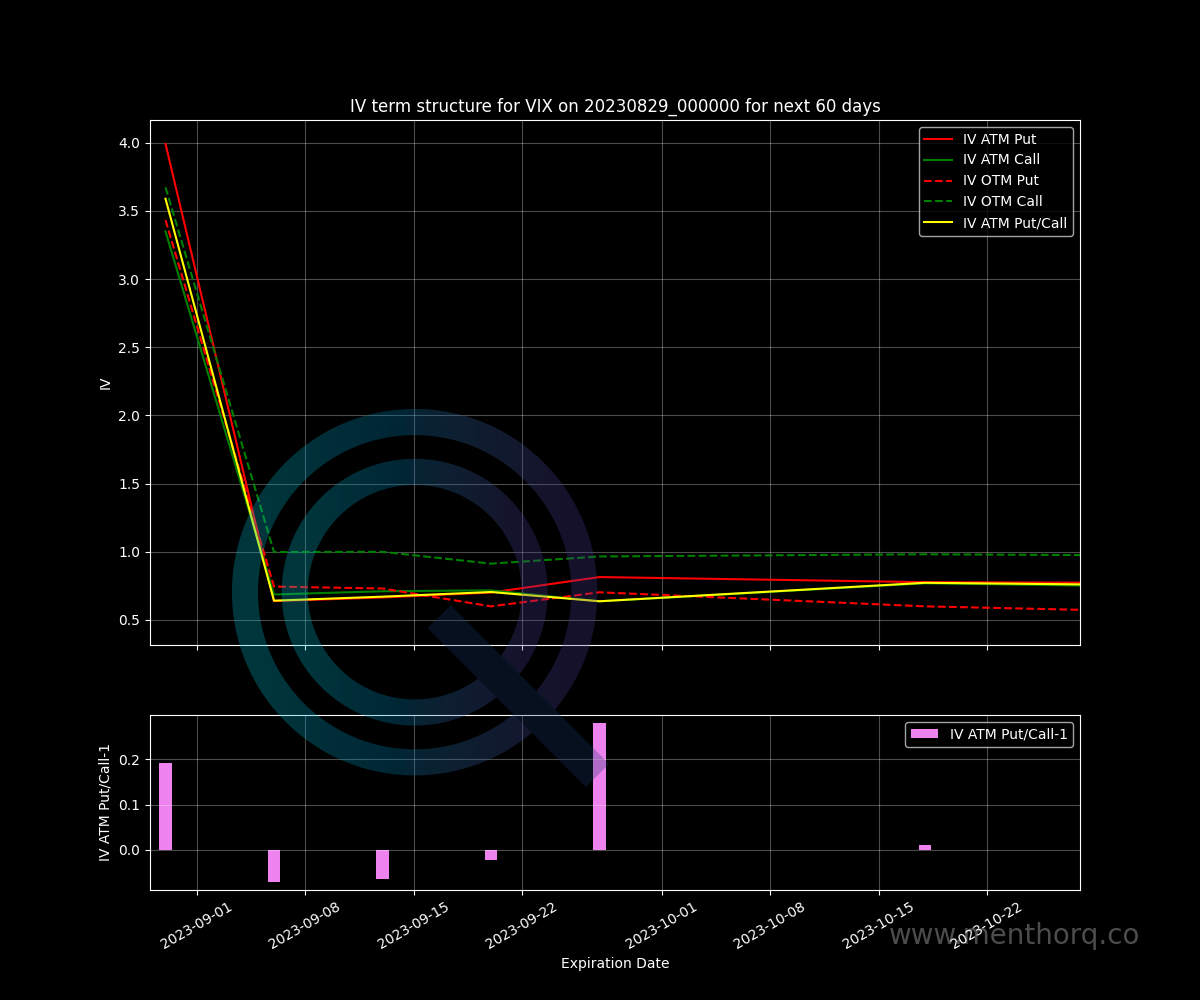 IV term structure for VIX on 20230829_000000 for next 60 days
4.0
3.5
3.0
2.5
2.0
1.5
1.0
0.5
IV
IV ATM Put
IV ATM Call
IV OTM Put
IV OTM Call
IV ATM Put/Call
0.2
0.1
0.0
IV ATM Put/Call-1
IV ATM Put/Call-1
2023-09-01
2023-09-08
2023-09-15
2023-09-22
2023-10-01
2023-10-08
2023-10-15
2023-10-22
Expiration Date
www.menthorq.co